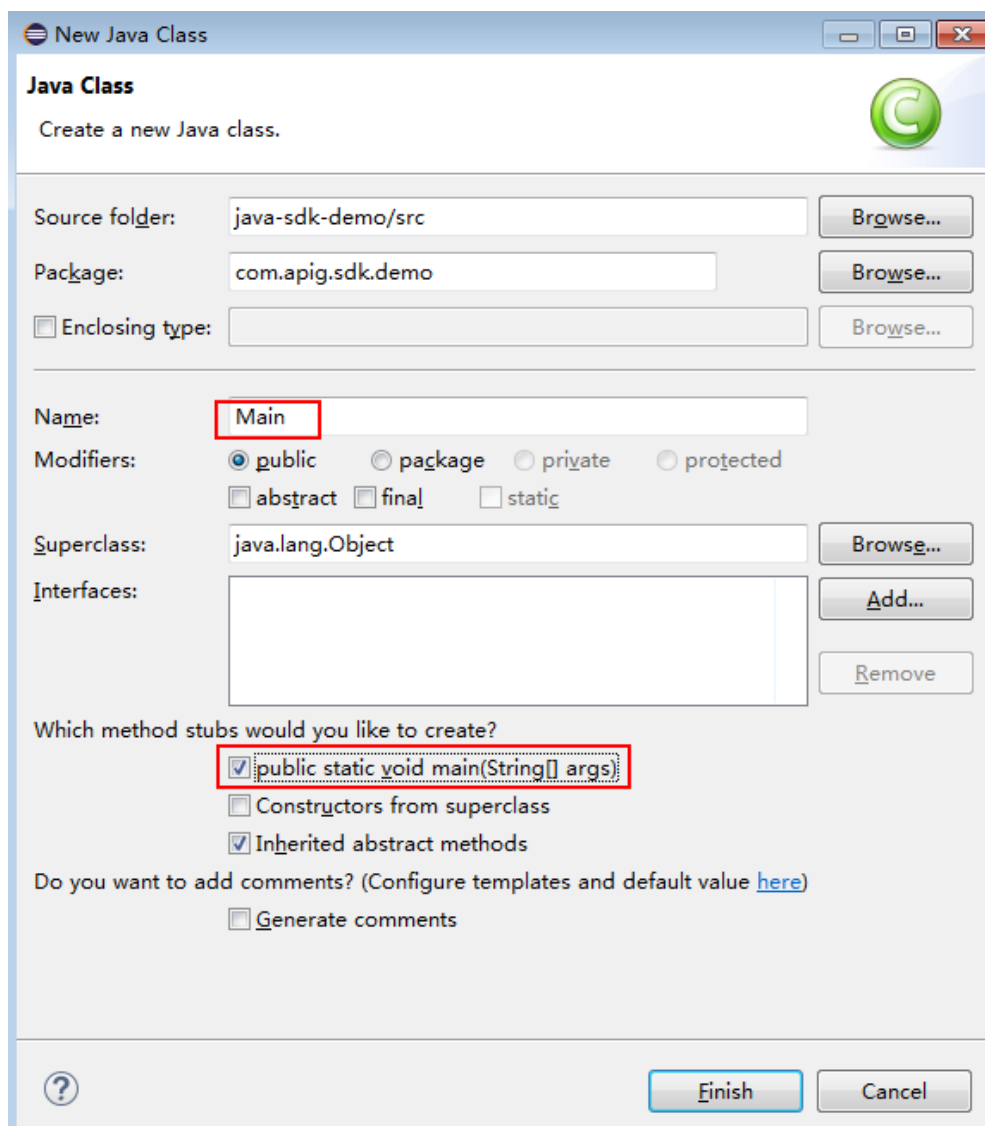 New Java Class
Java Class
Create a new Java class.
Source folder: java-sdk-demo/src Browse...
Package: com.apig.sdk.demo Browse...
Enclosing type: Browse...
Name: Main
Modifiers: public package private protected
abstract final static
Superclass: java.lang.Object Browse...
Interfaces: Add...
Remove
Which method stubs would you like to create?
public static void main(String[] args)
Constructors from superclass
Inherited abstract methods
Do you want to add comments? (Configure templates and default value here)
Generate comments
? Finish Cancel